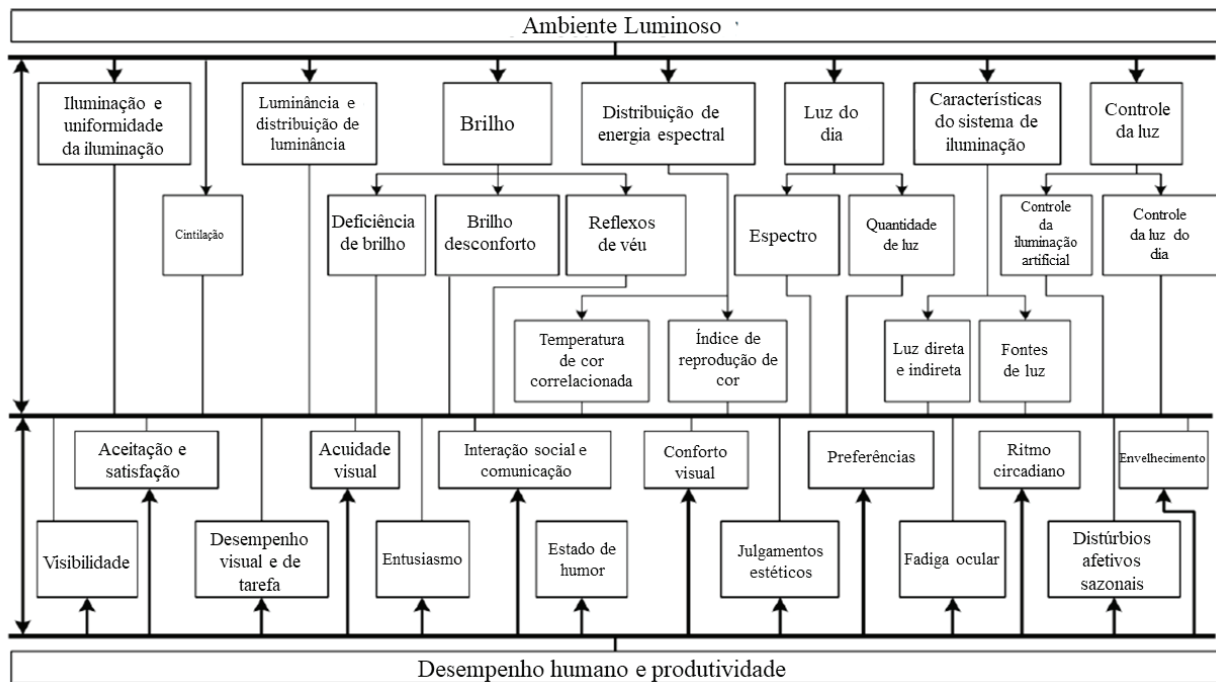 Ambiente Luminoso
Iluminação e
uniformidade
da iluminação
Luminância e
distribuição de
luminância
Brilho
Distribuição de
energia espectral
Luz do
dia
Características
do sistema de
iluminação
Controle
da luz
Cintilação
Deficiência
de brilho
Brilho
desconforto
Reflexos
de véu
Espectro
Quantidade
de luz
Controle
da
iluminação
artificial
Controle
da luz do
dia
Temperatura
de cor
correlacionada
Índice de
reprodução de
cor
Luz direta
e indireta
Fontes
de luz
Aceitação e
satisfação
Acuidade
visual
Interação social e
comunicação
Conforto
visual
Preferências
Ritmo
circadiano
Envelhecimento
Visibilidade
Desempenho
visual e de
tarefa
Entusiasmo
Estado de
humor
Julgamentos
estéticos
Fadiga ocular
Distúrbios
afetivos
sazonais
Desempenho humano e produtividade